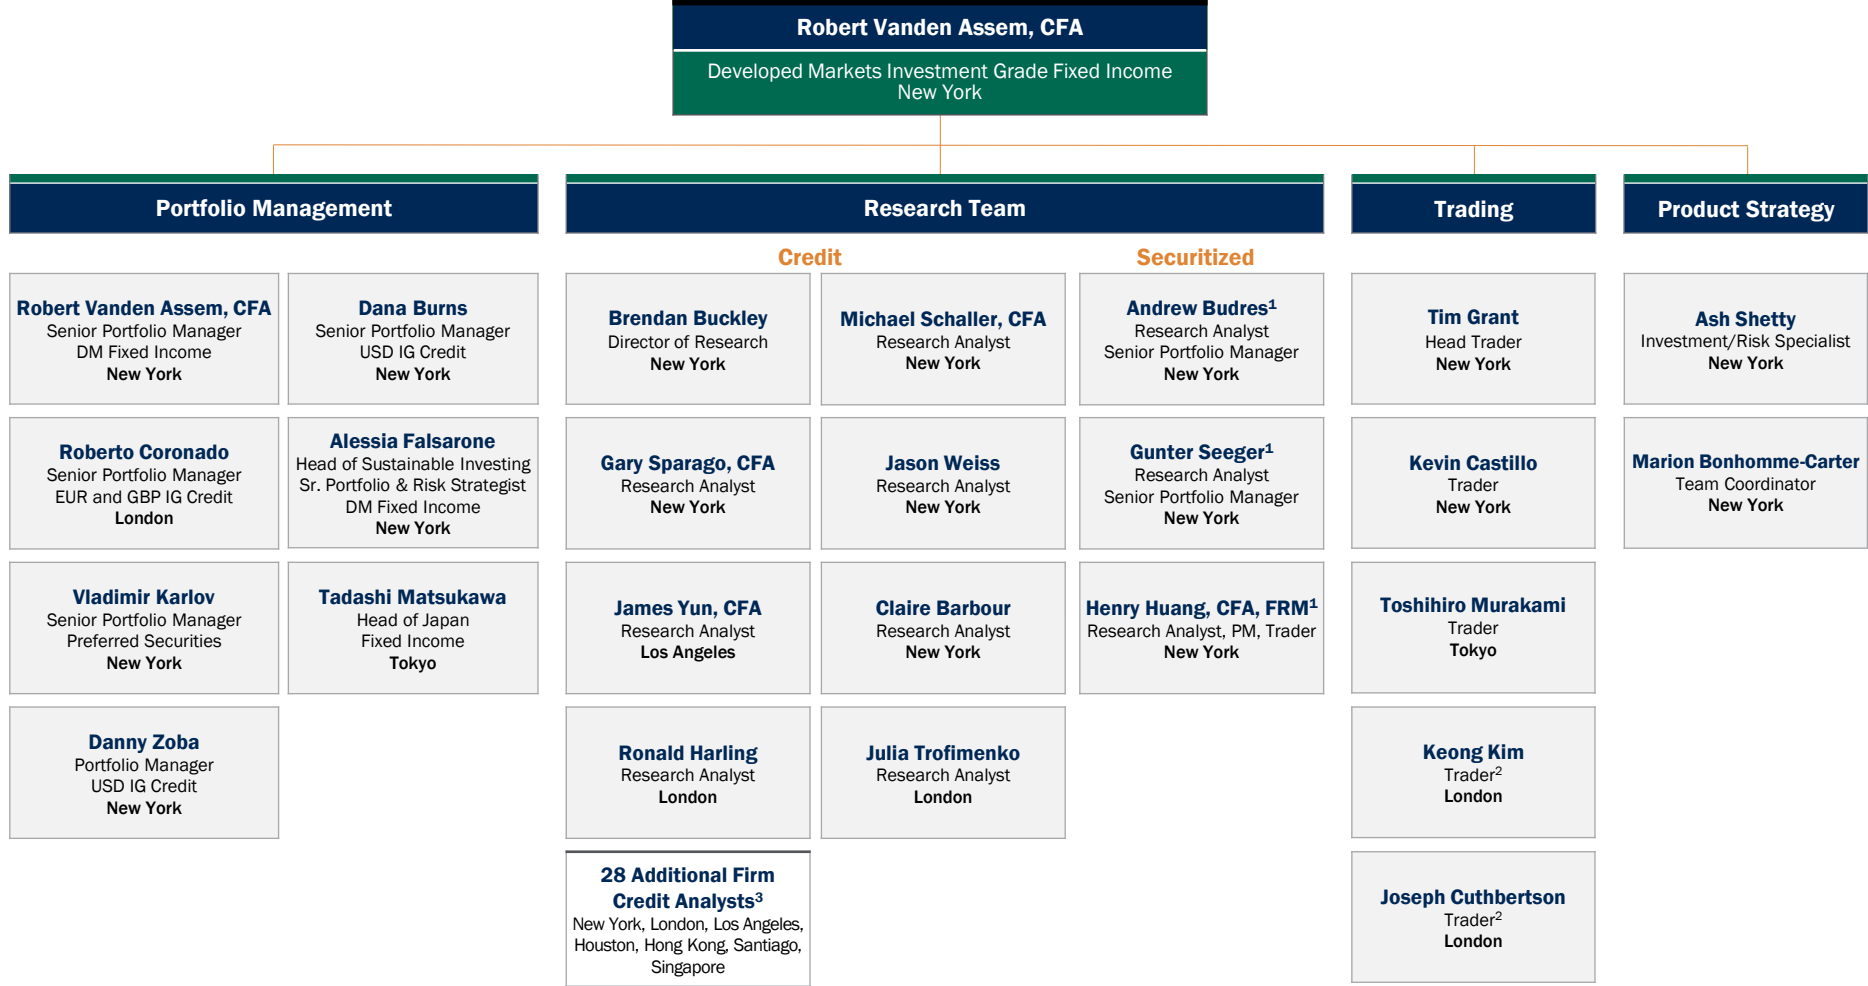 Robert Vanden Assem, CFA
Developed Markets Investment Grade Fixed Income
New York
Portfolio Management
Robert Vanden Assem, CFA
Senior Portfolio Manager
DM Fixed Income
New York
Dana Burns
Senior Portfolio Manager
USD IG Credit
New York
Roberto Coronado
Senior Portfolio Manager
EUR and GBP IG Credit
London
Alessia Falsarone
Head of Sustainable Investing
Sr. Portfolio & Risk Strategist
DM Fixed Income
New York
Vladimir Karlov
Senior Portfolio Manager
Preferred Securities
New York
Tadashi Matsukawa
Head of Japan
Fixed Income
Tokyo
Danny Zoba
Portfolio Manager
USD IG Credit
New York
Research Team
Credit
Brendan Buckley
Director of Research
New York
Michael Schaller, CFA
Research Analyst
New York
Gary Sparago, CFA
Research Analyst
New York
Jason Weiss
Research Analyst
New York
James Yun, CFA
Research Analyst
Los Angeles
Claire Barbour
Research Analyst
New York
Ronald Harling
Research Analyst
London
Julia Trofimenko
Research Analyst
London
28 Additional Firm
Credit Analysts³
New York, London, Los Angeles,
Houston, Hong Kong, Santiago,
Singapore
Securitized
Andrew Budres¹
Research Analyst
Senior Portfolio Manager
New York
Gunter Seeger¹
Research Analyst
Senior Portfolio Manager
New York
Henry Huang, CFA, FRM¹
Research Analyst, PM, Trader
New York
Trading
Tim Grant
Head Trader
New York
Kevin Castillo
Trader
New York
Toshihiro Murakami
Trader
Tokyo
Keong Kim
Trader²
London
Joseph Cuthbertson
Trader²
London
Product Strategy
Ash Shetty
Investment/Risk Specialist
New York
Marion Bonhomme-Carter
Team Coordinator
New York